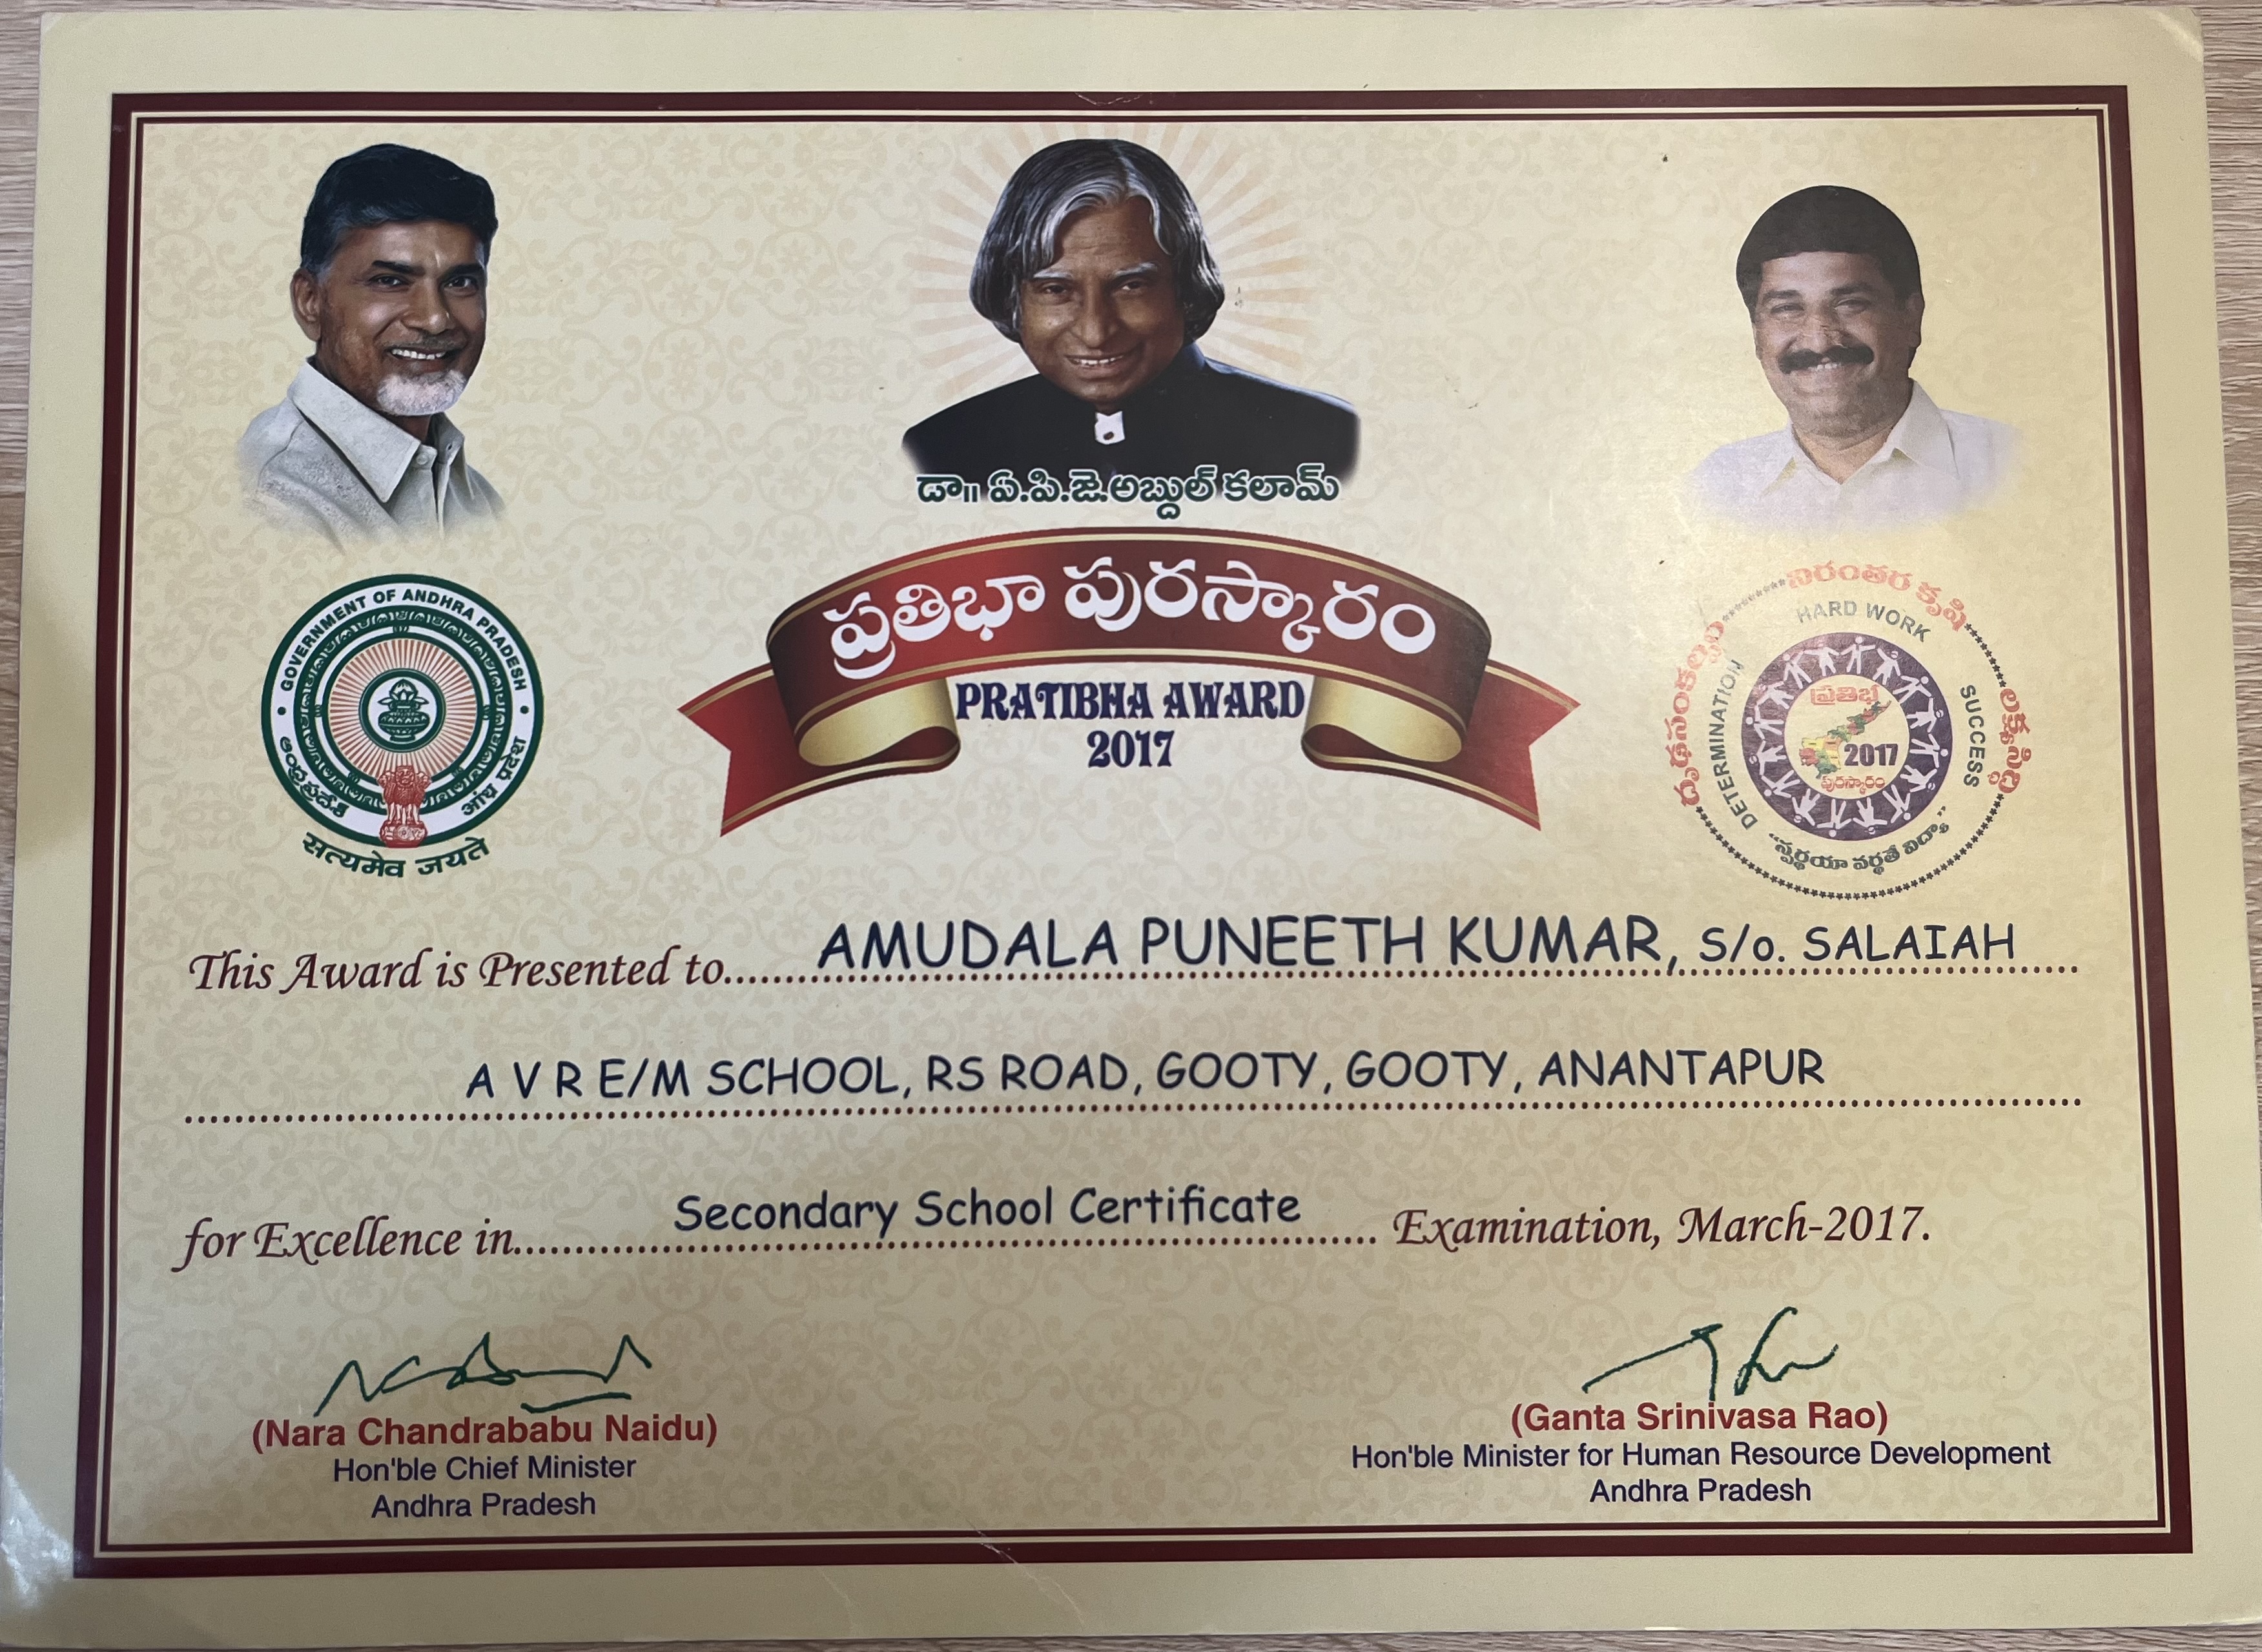 డా॥ ఏ.పి.జె.అబ్దుల్ కలామ్
ప్రతిభా పురస్కారం
PRATIBHA AWARD
2017
GOVERNMENT OF ANDHRA PRADESH
ఆంధ్రప్రదేశ్
आंध्र प्रदेश
सत्यमेव जयते
దృఢసంకల్పం
నిరంతర కృషి
లక్ష్యసిద్ధి
DETERMINATION
HARD WORK
SUCCESS
ప్రతిభ
2017
పురస్కారం
"స్పర్థయా వర్థతే విద్యా"
This Award is Presented to....... AMUDALA PUNEETH KUMAR, S/o. SALAIAH
A V R E/M SCHOOL, RS ROAD, GOOTY, GOOTY, ANANTAPUR
for Excellence in....... Secondary School Certificate ....... Examination, March-2017.
(Nara Chandrababu Naidu)
Hon'ble Chief Minister
Andhra Pradesh
(Ganta Srinivasa Rao)
Hon'ble Minister for Human Resource Development
Andhra Pradesh